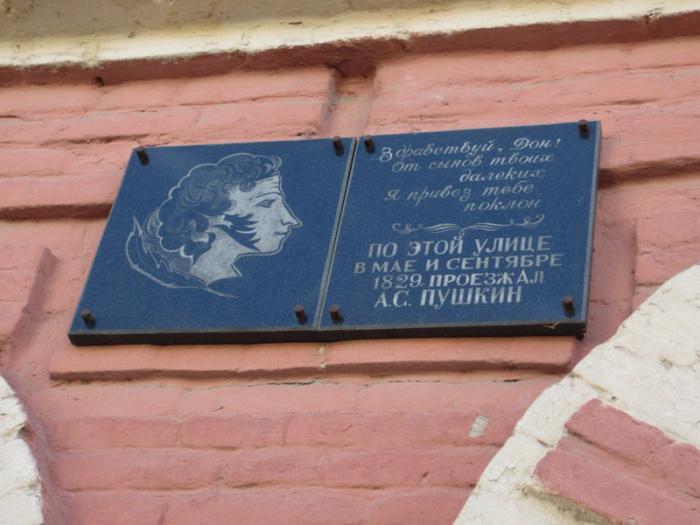 Здравствуй, Дон!
От сынов твоих
далеких
Я привез тебе
поклон
ПО ЭТОЙ УЛИЦЕ
В МАЕ И СЕНТЯБРЕ
1829. ПРОЕЗЖАЛ
А.С. ПУШКИН